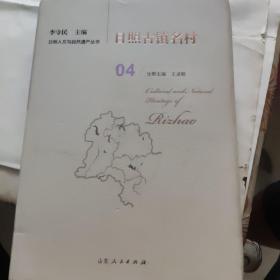 李守民 主编
日照人文与自然遗产丛书
日照古镇名村
04
Cultural and Natural
Heritage of
Rizhao
山东人民出版社